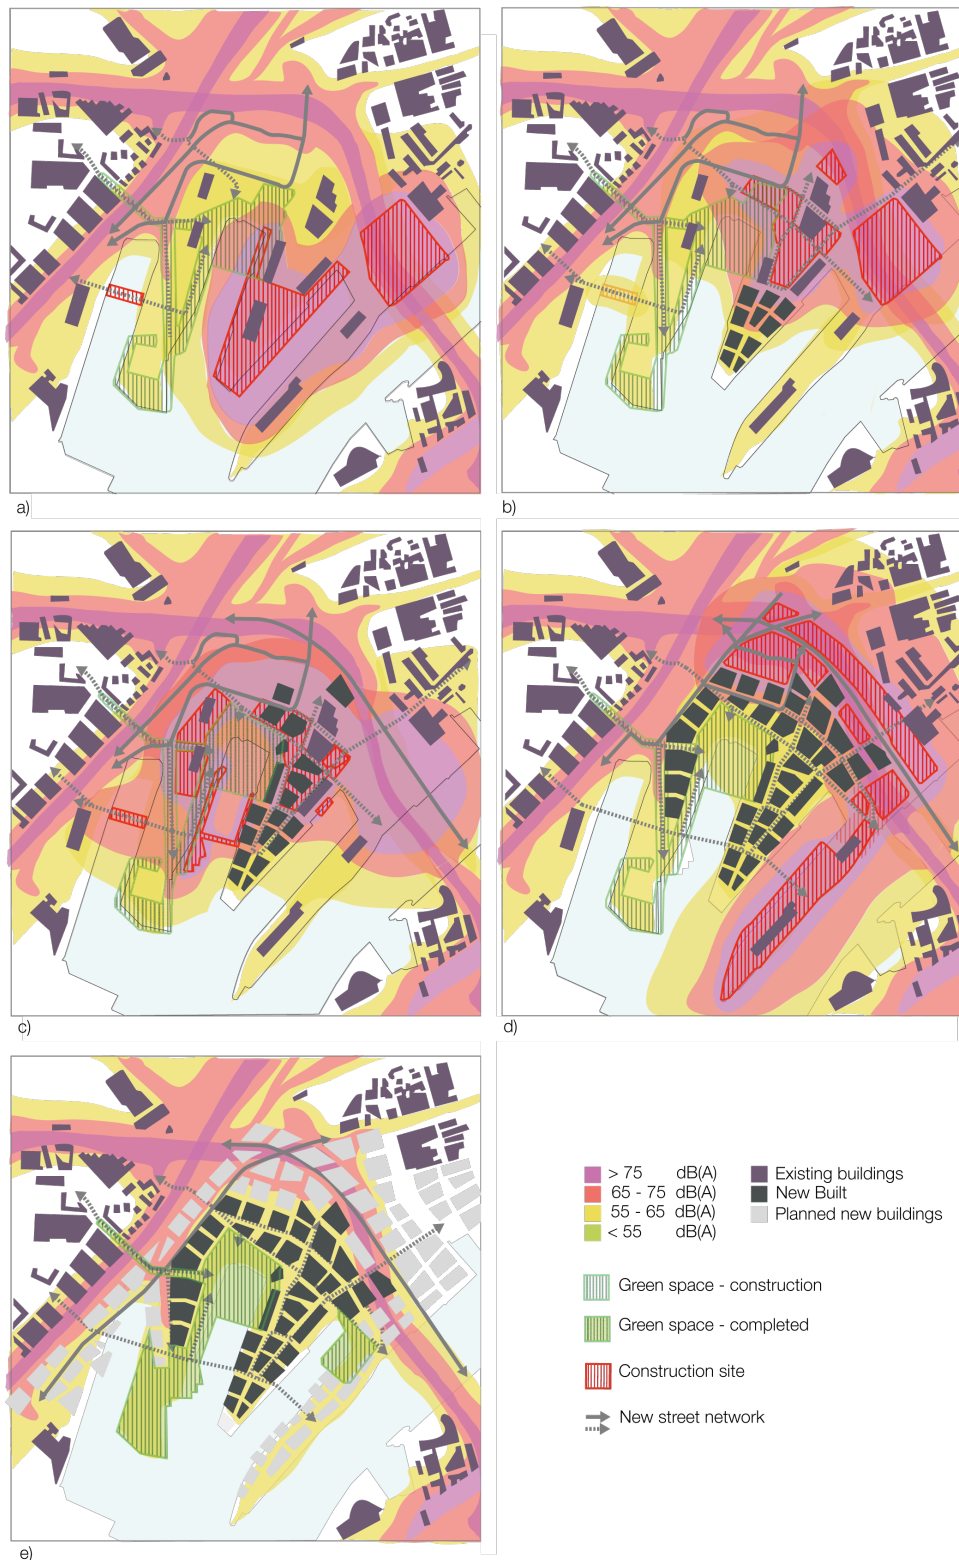 a)
b)
c)
d)
> 75 dB(A)
65 - 75 dB(A)
55 - 65 dB(A)
< 55 dB(A)
Existing buildings
New Built
Planned new buildings
Green space - construction
Green space - completed
Construction site
New street network
e)